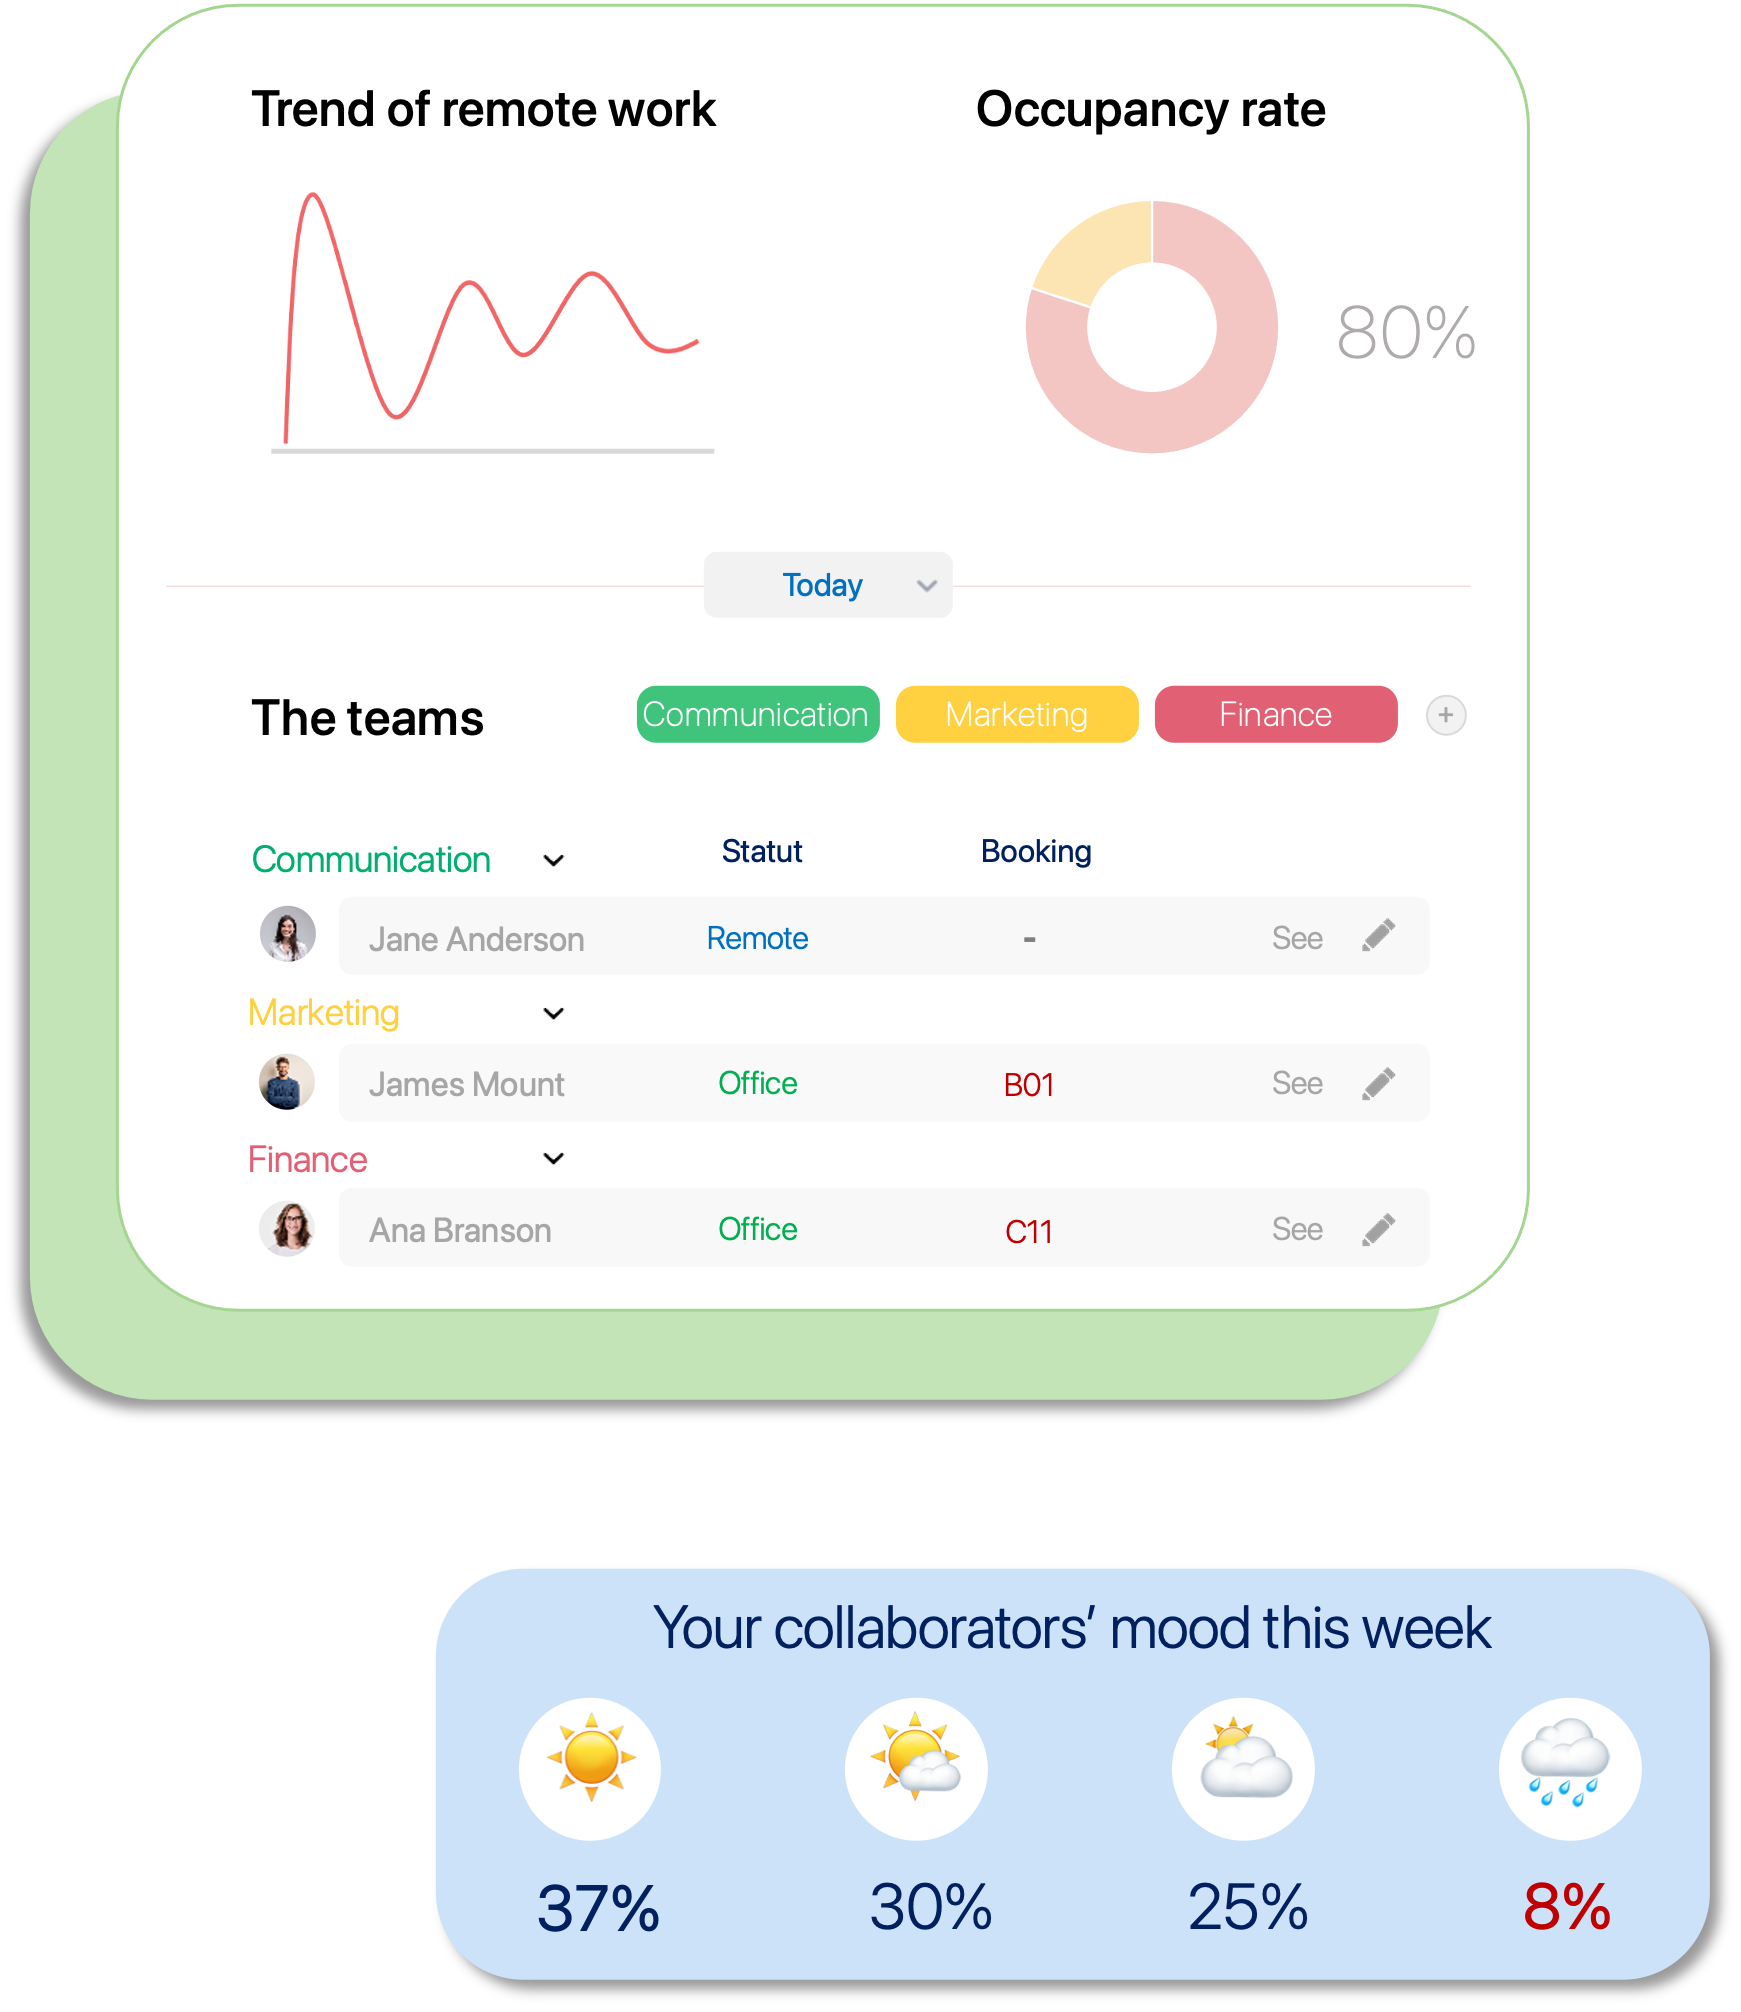 Trend of remote work
Occupancy rate
80%
Today
The teams
Communication
Marketing
Finance
+
Communication
Statut
Booking
Jane Anderson
Remote
-
See
Marketing
James Mount
Office
B01
See
Finance
Ana Branson
Office
C11
See
Your collaborators’ mood this week
37%
30%
25%
8%